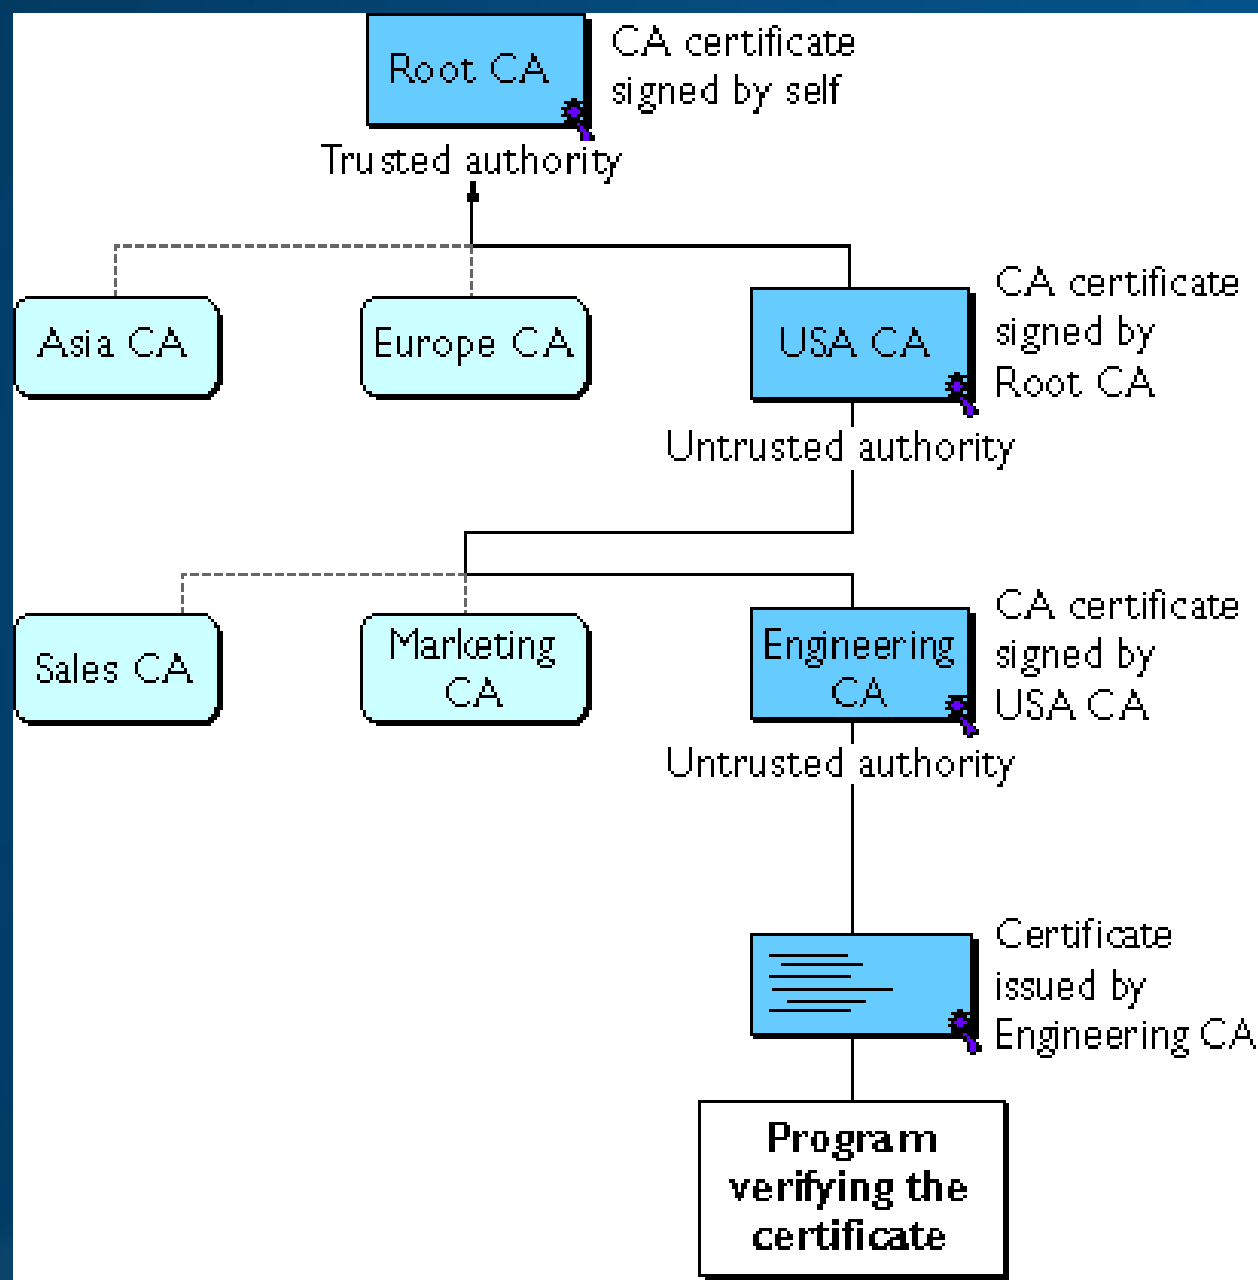 Root CA
CA certificate
signed by self
Trusted authority
Asia CA
Europe CA
USA CA
CA certificate
signed by
Root CA
Untrusted authority
Sales CA
Marketing
CA
Engineering
CA
CA certificate
signed by
USA CA
Untrusted authority
Certificate
issued by
Engineering CA
Program
verifying the
certificate